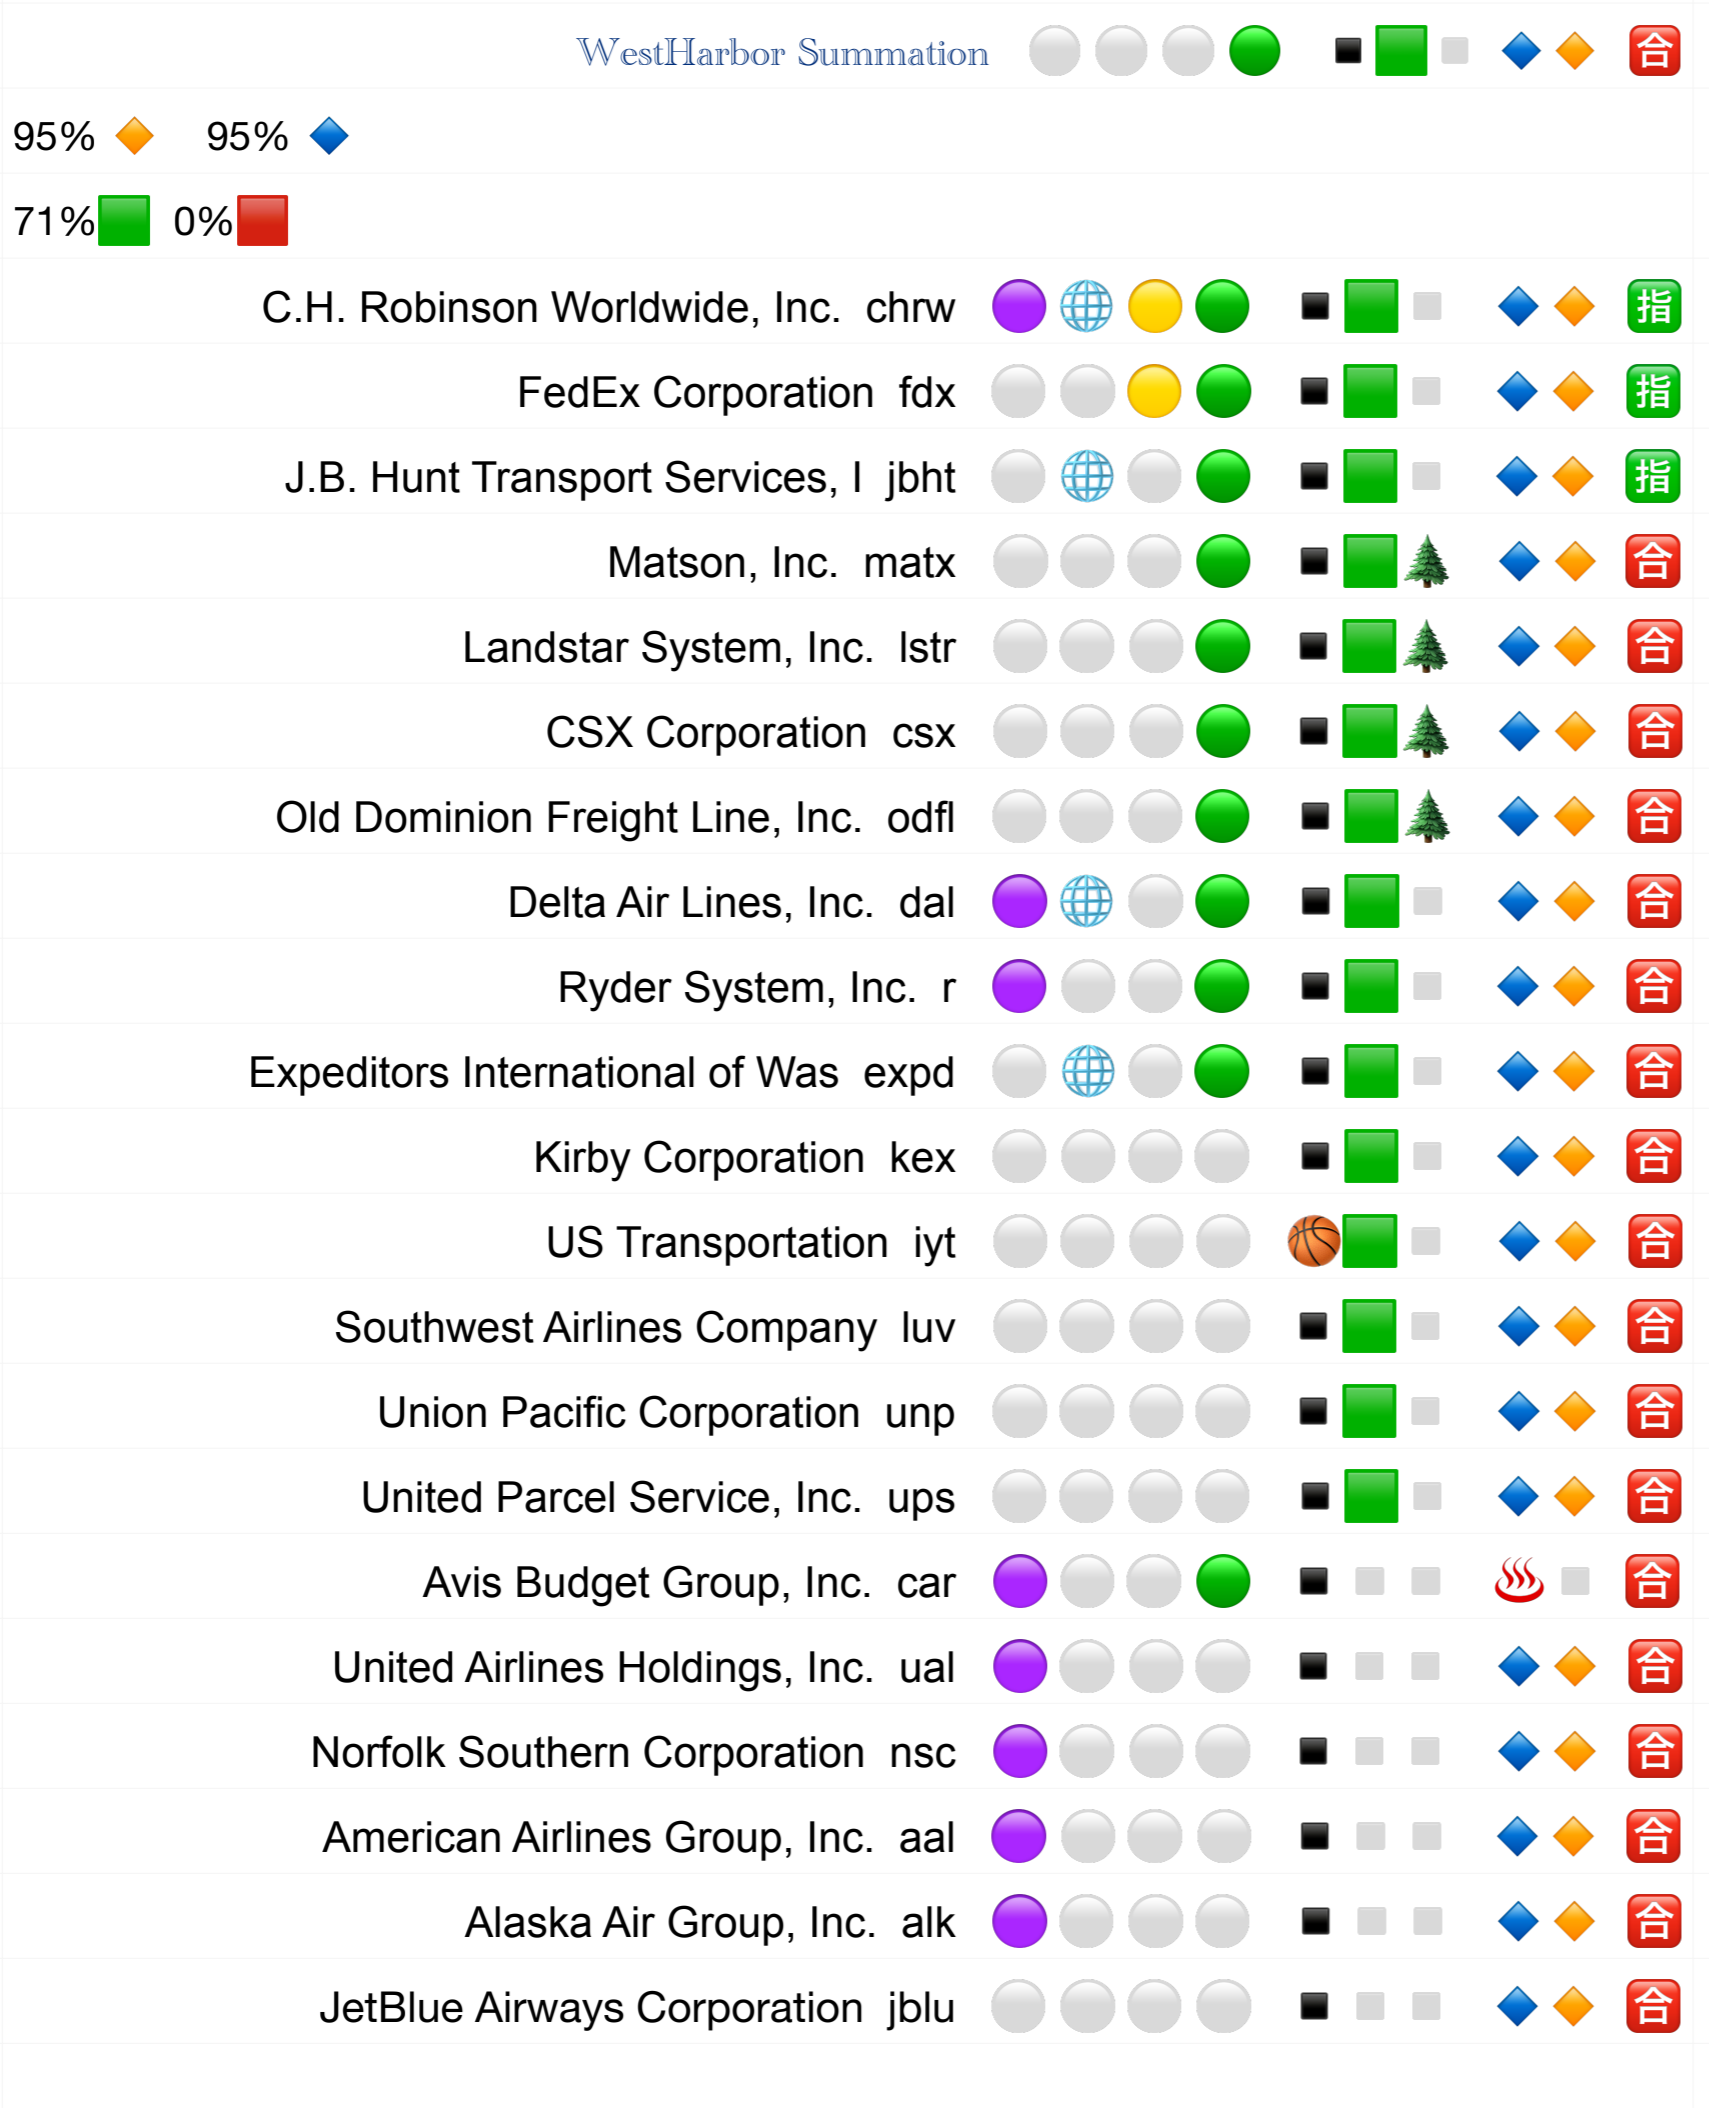 WestHarbor Summation 合
95% 95%
71% 0%
C.H. Robinson Worldwide, Inc. chrw 指
FedEx Corporation fdx 指
J.B. Hunt Transport Services, I jbht 指
Matson, Inc. matx 合
Landstar System, Inc. lstr 合
CSX Corporation csx 合
Old Dominion Freight Line, Inc. odfl 合
Delta Air Lines, Inc. dal 合
Ryder System, Inc. r 合
Expeditors International of Was expd 合
Kirby Corporation kex 合
US Transportation iyt 合
Southwest Airlines Company luv 合
Union Pacific Corporation unp 合
United Parcel Service, Inc. ups 合
Avis Budget Group, Inc. car 合
United Airlines Holdings, Inc. ual 合
Norfolk Southern Corporation nsc 合
American Airlines Group, Inc. aal 合
Alaska Air Group, Inc. alk 合
JetBlue Airways Corporation jblu 合